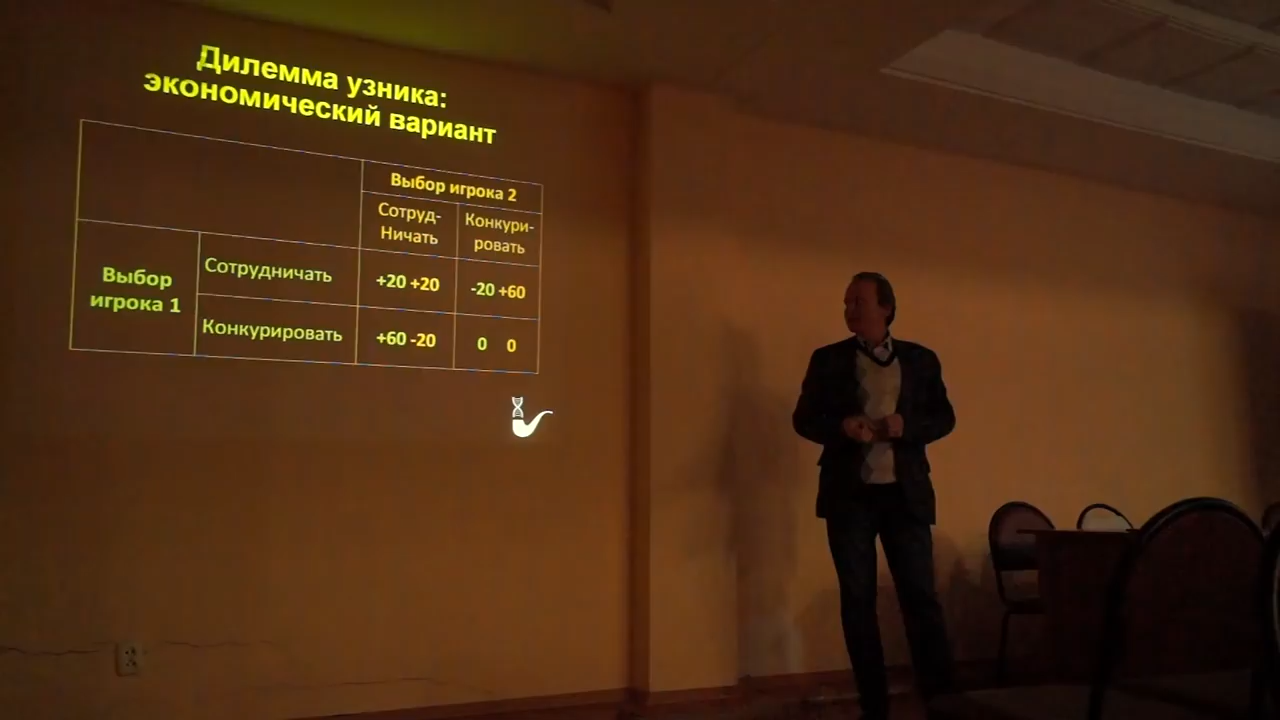 Дилемма узника:
экономический вариант
Выбор игрока 2
Сотруд-
Ничать
Конкури-
ровать
Выбор
игрока 1
Сотрудничать
+20 +20
-20 +60
Конкурировать
+60 -20
0 0